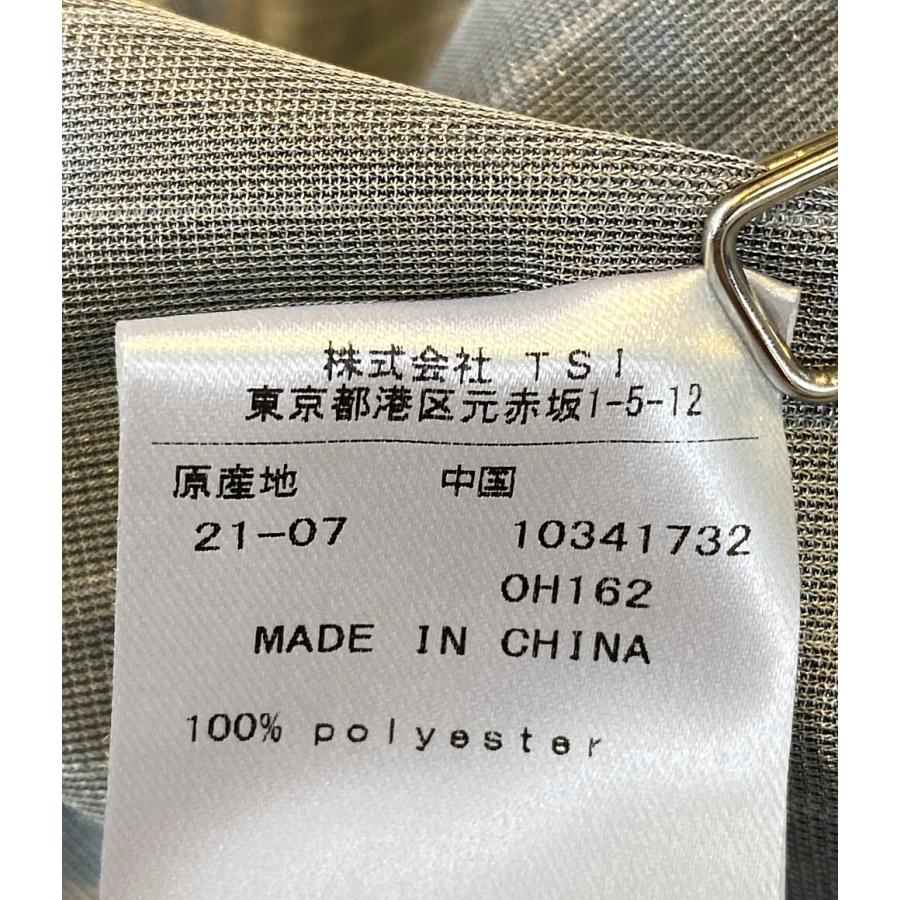 株式会社 TSI
東京都港区元赤坂1-5-12
原産地 中国
21-07 10341732
OH162
MADE IN CHINA
100% polyester